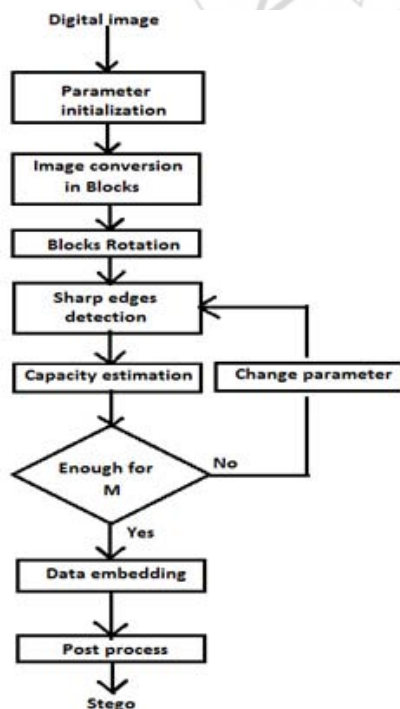 Digital image
Parameter
initialization
Image conversion
in Blocks
Blocks Rotation
Sharp edges
detection
Capacity estimation
Change parameter
Enough for
M
No
Yes
Data embedding
Post process
Stego